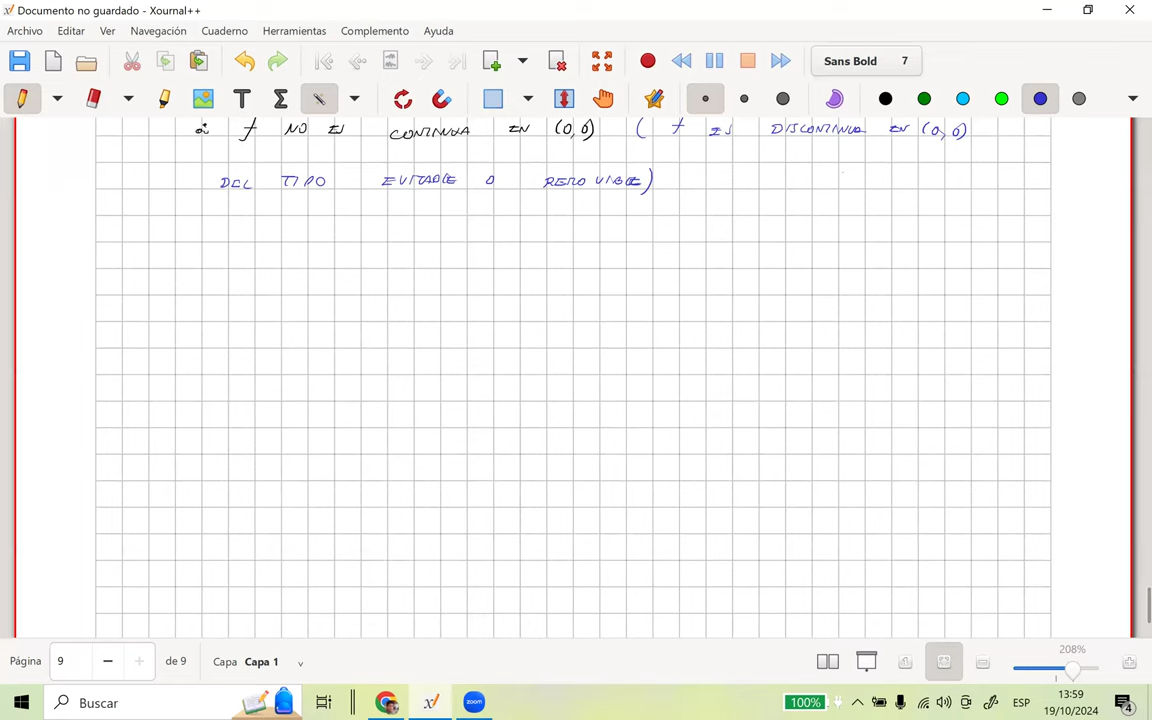 Documento no guardado - Xournal++
Archivo Editar Ver Navegación Cuaderno Herramientas Complemento Ayuda
Sans Bold 7
∴ f NO ES CONTINUA EN (0,0) ( f ES DISCONTINUA EN (0,0)
DEL TIPO EVITABLE O REMOVIBLE)
Página 9 de 9 Capa Capa 1 208%
Buscar 100% ESP 13:59
19/10/2024 4